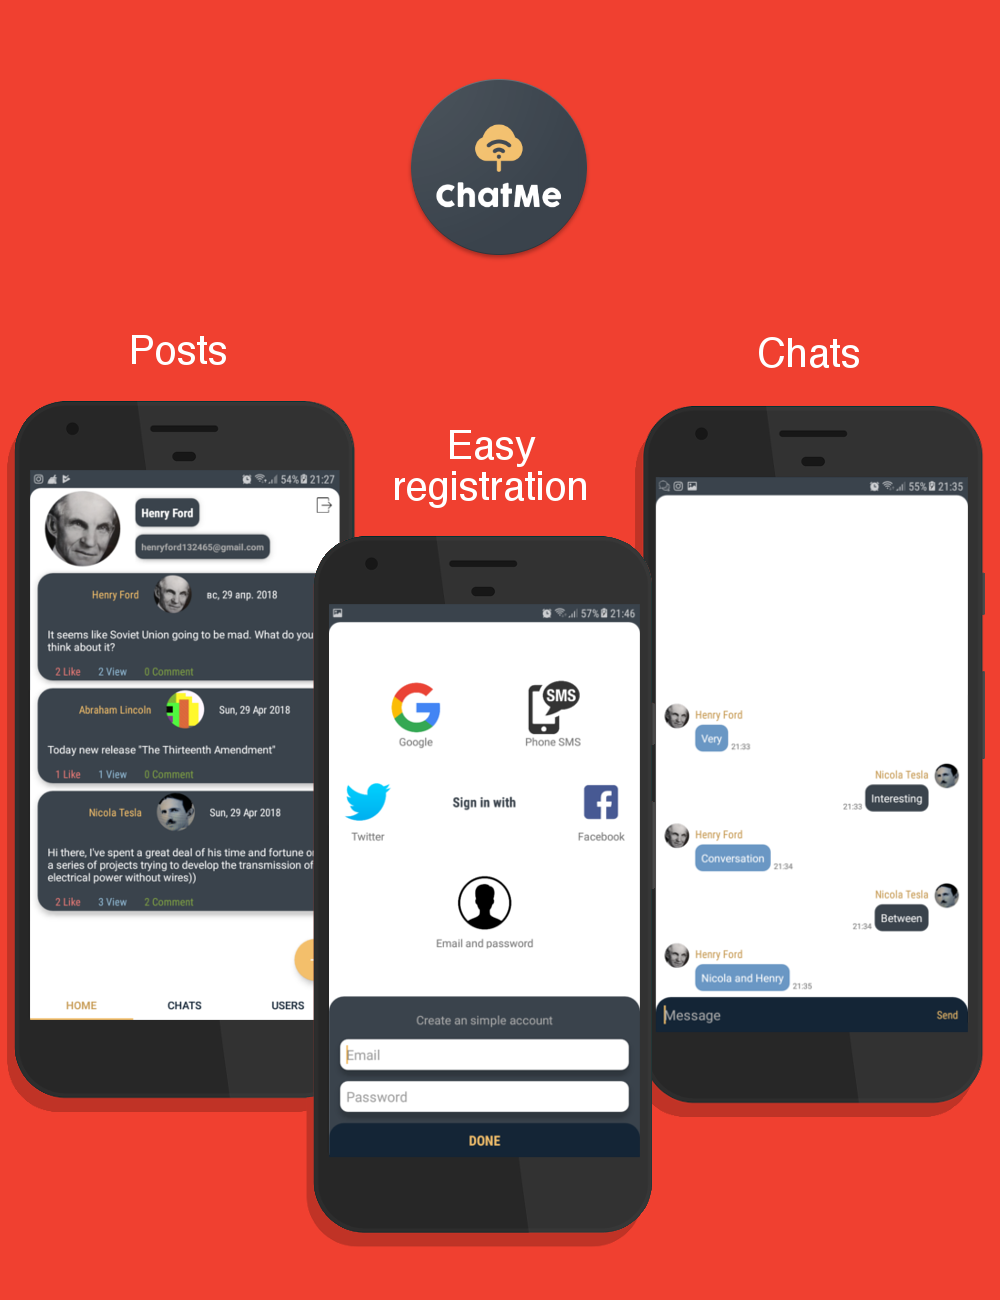 ChatMe
Posts
Chats
Easy
registration
54% 21:27
Henry Ford
henryford132465@gmail.com
Henry Ford вс, 29 апр. 2018
It seems like Soviet Union going to be mad. What do you
think about it?
2 Like 2 View 0 Comment
Abraham Lincoln Sun, 29 Apr 2018
Today new release "The Thirteenth Amendment"
1 Like 1 View 0 Comment
Nicola Tesla Sun, 29 Apr 2018
Hi there, I've spent a great deal of his time and fortune
a series of projects trying to develop the transmission of
electrical power without wires))
2 Like 3 View 2 Comment
HOME CHATS USERS
57% 21:46
Google
SMS
Phone SMS
Twitter
Sign in with
Facebook
Email and password
Create an simple account
Email
Password
DONE
55% 21:35
Henry Ford
Very 21:33
Nicola Tesla
21:33 Interesting
Henry Ford
Conversation 21:34
Nicola Tesla
21:34 Between
Henry Ford
Nicola and Henry 21:35
Message Send